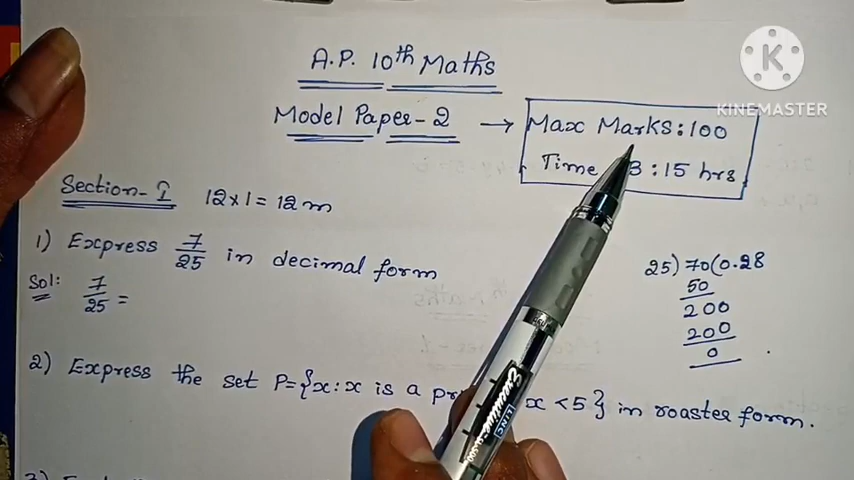 A.P. 10th Maths
Model Paper-2 → Max Marks:100
Time 3:15 hrs
KINEMASTER
Section-I 12×1=12m
1) Express 7/25 in decimal form
Sol: 7/25 =
25) 70(0.28
50
200
200
0
2) Express the set P={x:x is a x <5} in roaster form.
LINC